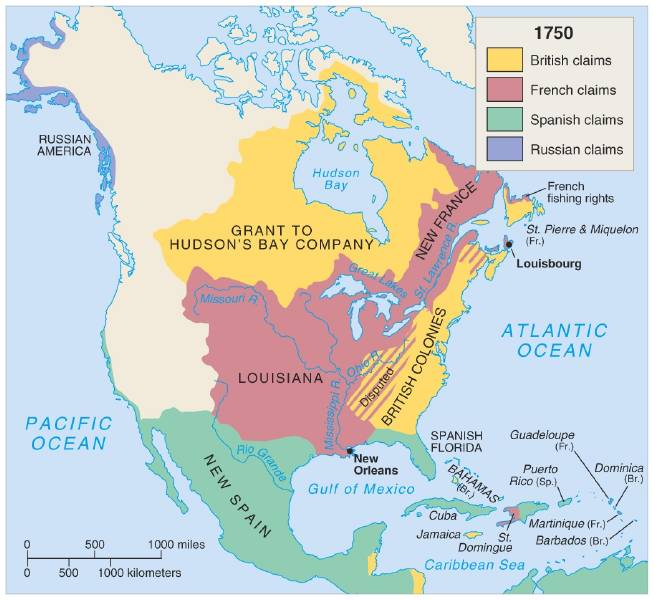 1750
British claims
French claims
Spanish claims
Russian claims
RUSSIAN
AMERICA
Hudson
Bay
French
fishing rights
NEW FRANCE
GRANT TO
HUDSON'S BAY COMPANY
St. Pierre & Miquelon
(Fr.)
Louisbourg
St. Lawrence R.
Great Lakes
Missouri R.
ATLANTIC
OCEAN
BRITISH COLONIES
Ohio R.
Disputed
LOUISIANA
Mississippi R.
PACIFIC
OCEAN
SPANISH
FLORIDA
Guadeloupe
(Fr.)
Rio Grande
New
Orleans
NEW SPAIN
Gulf of Mexico
BAHAMAS
(Br.)
Puerto
Rico (Sp.)
Dominica
(Br.)
Cuba
Jamaica
St.
Domingue
Martinique (Fr.)
Barbados (Br.)
Caribbean Sea
0 500 1000 miles
0 500 1000 kilometers